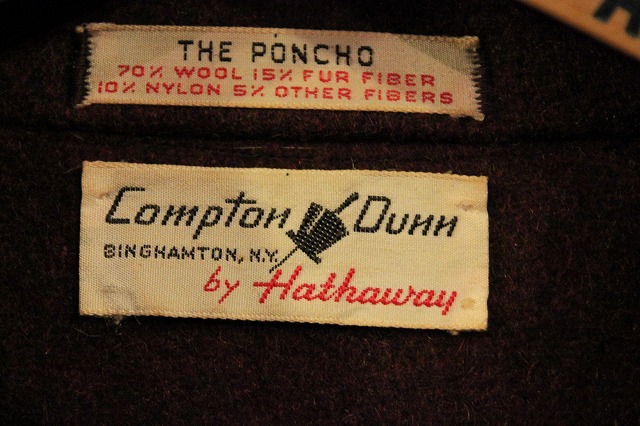 THE PONCHO
70% WOOL 15% FUR FIBER
10% NYLON 5% OTHER FIBERS
Compton Dunn
BINGHAMTON, N.Y.
by Hathaway